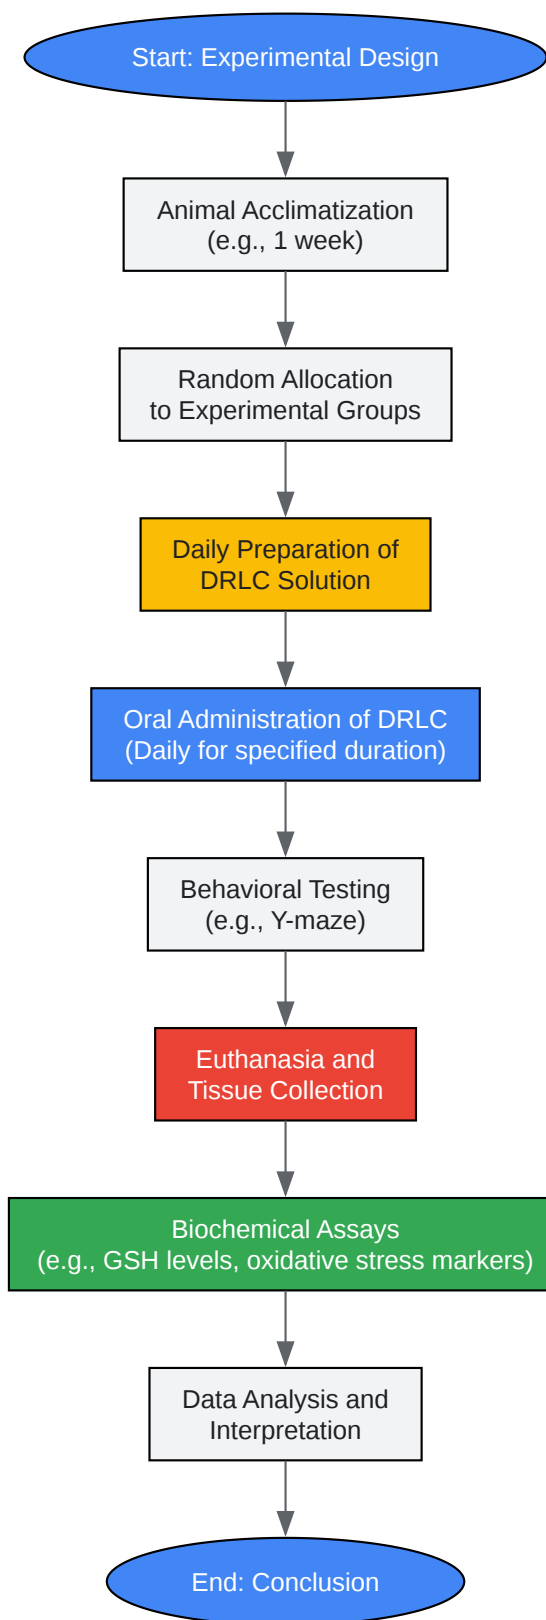 Start: Experimental Design
Animal Acclimatization
(e.g., 1 week)
Random Allocation
to Experimental Groups
Daily Preparation of
DRLC Solution
Oral Administration of DRLC
(Daily for specified duration)
Behavioral Testing
(e.g., Y-maze)
Euthanasia and
Tissue Collection
Biochemical Assays
(e.g., GSH levels, oxidative stress markers)
Data Analysis and
Interpretation
End: Conclusion